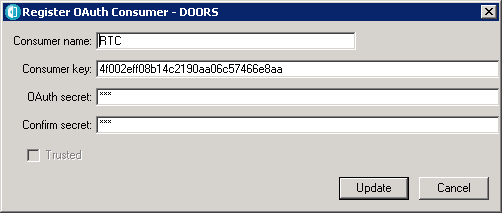 Register OAuth Consumer - DOORS
Consumer name: RTC
Consumer key: 4f002eff08b14c2190aa06c57466e8aa
OAuth secret: ***
Confirm secret: ***
Trusted
Update Cancel